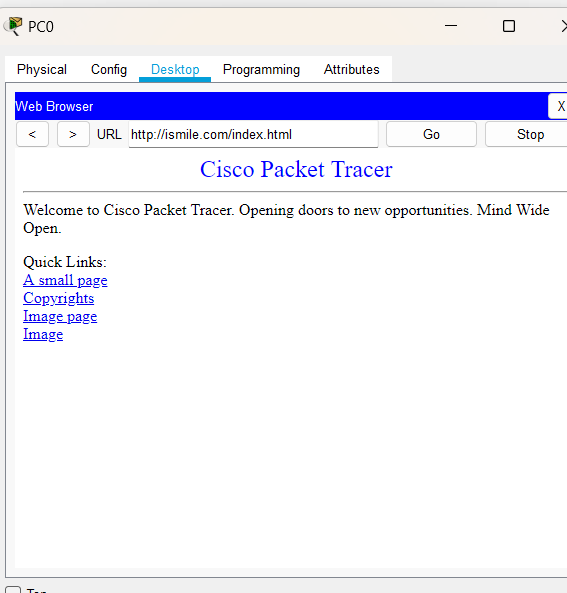 PC0
Physical Config Desktop Programming Attributes
Web Browser X
< > URL http://ismile.com/index.html Go Stop
Cisco Packet Tracer
Welcome to Cisco Packet Tracer. Opening doors to new opportunities. Mind Wide
Open.
Quick Links:
A small page
Copyrights
Image page
Image
Top